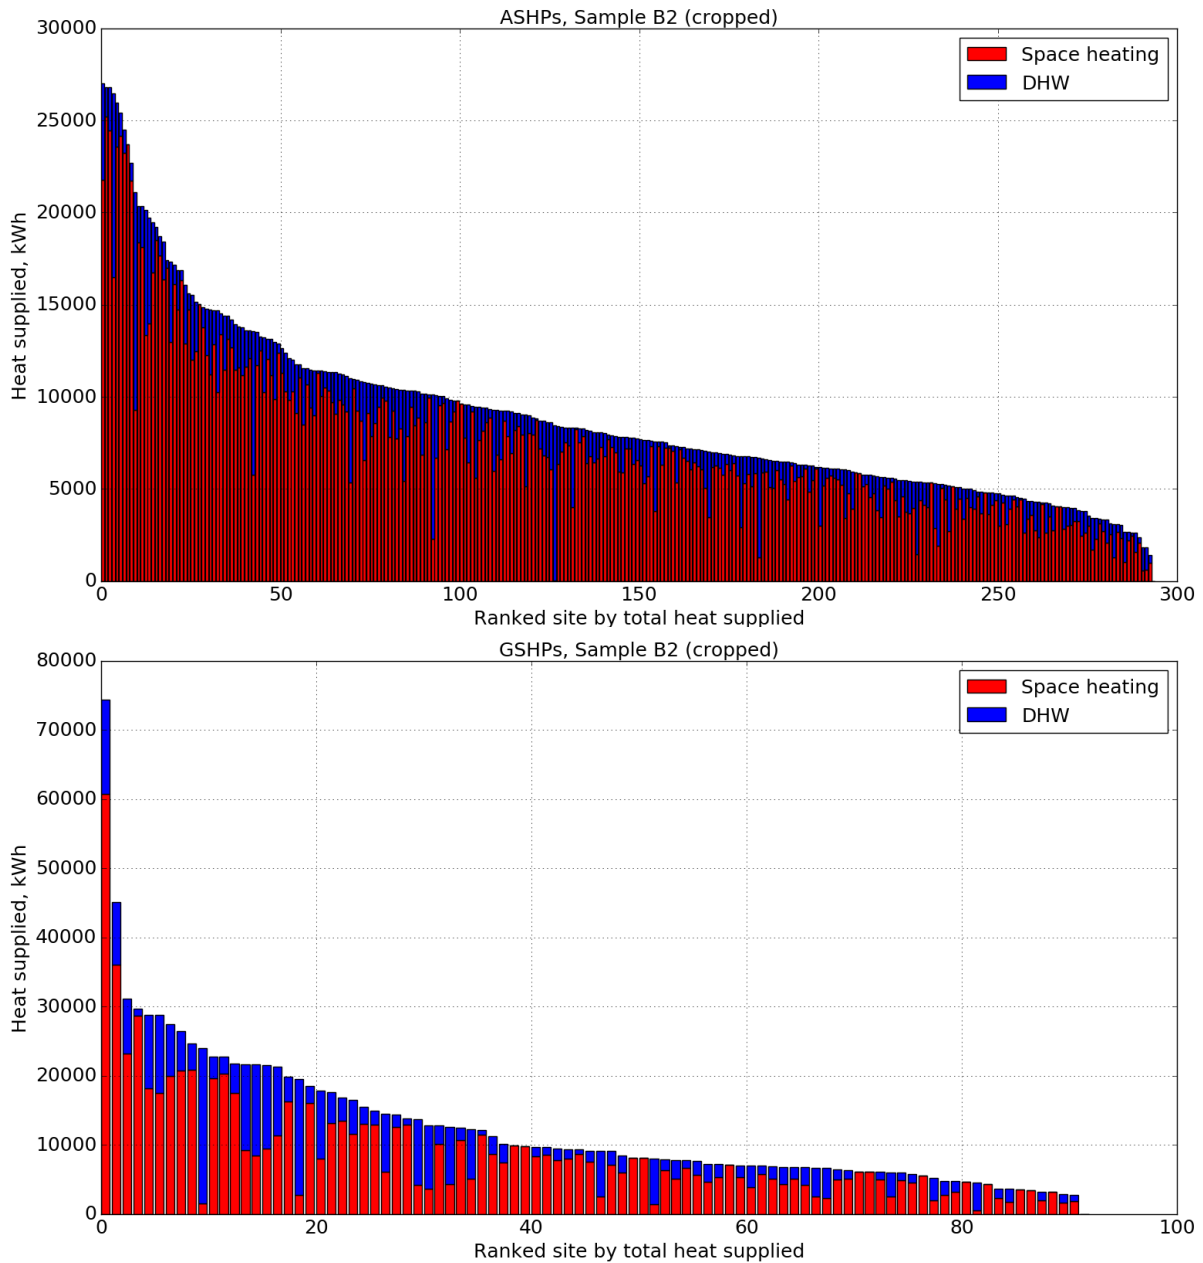 ASHPs, Sample B2 (cropped)
30000
25000
20000
15000
10000
5000
0
Heat supplied, kWh
Space heating
DHW
0 50 100 150 200 250 300
Ranked site by total heat supplied
GSHPs, Sample B2 (cropped)
80000
70000
60000
50000
40000
30000
20000
10000
0
Heat supplied, kWh
Space heating
DHW
0 20 40 60 80 100
Ranked site by total heat supplied